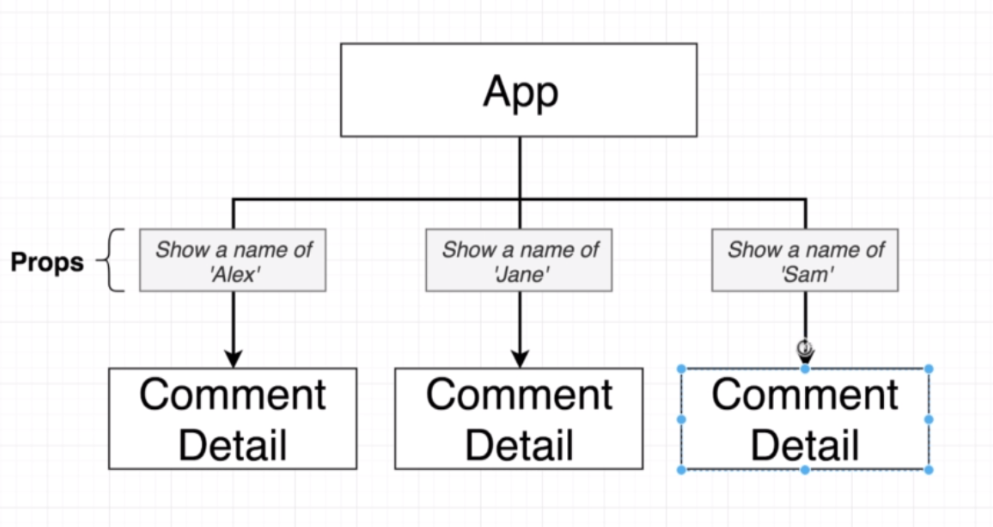 App
Props
Show a name of
'Alex'
Show a name of
'Jane'
Show a name of
'Sam'
Comment
Detail
Comment
Detail
Comment
Detail